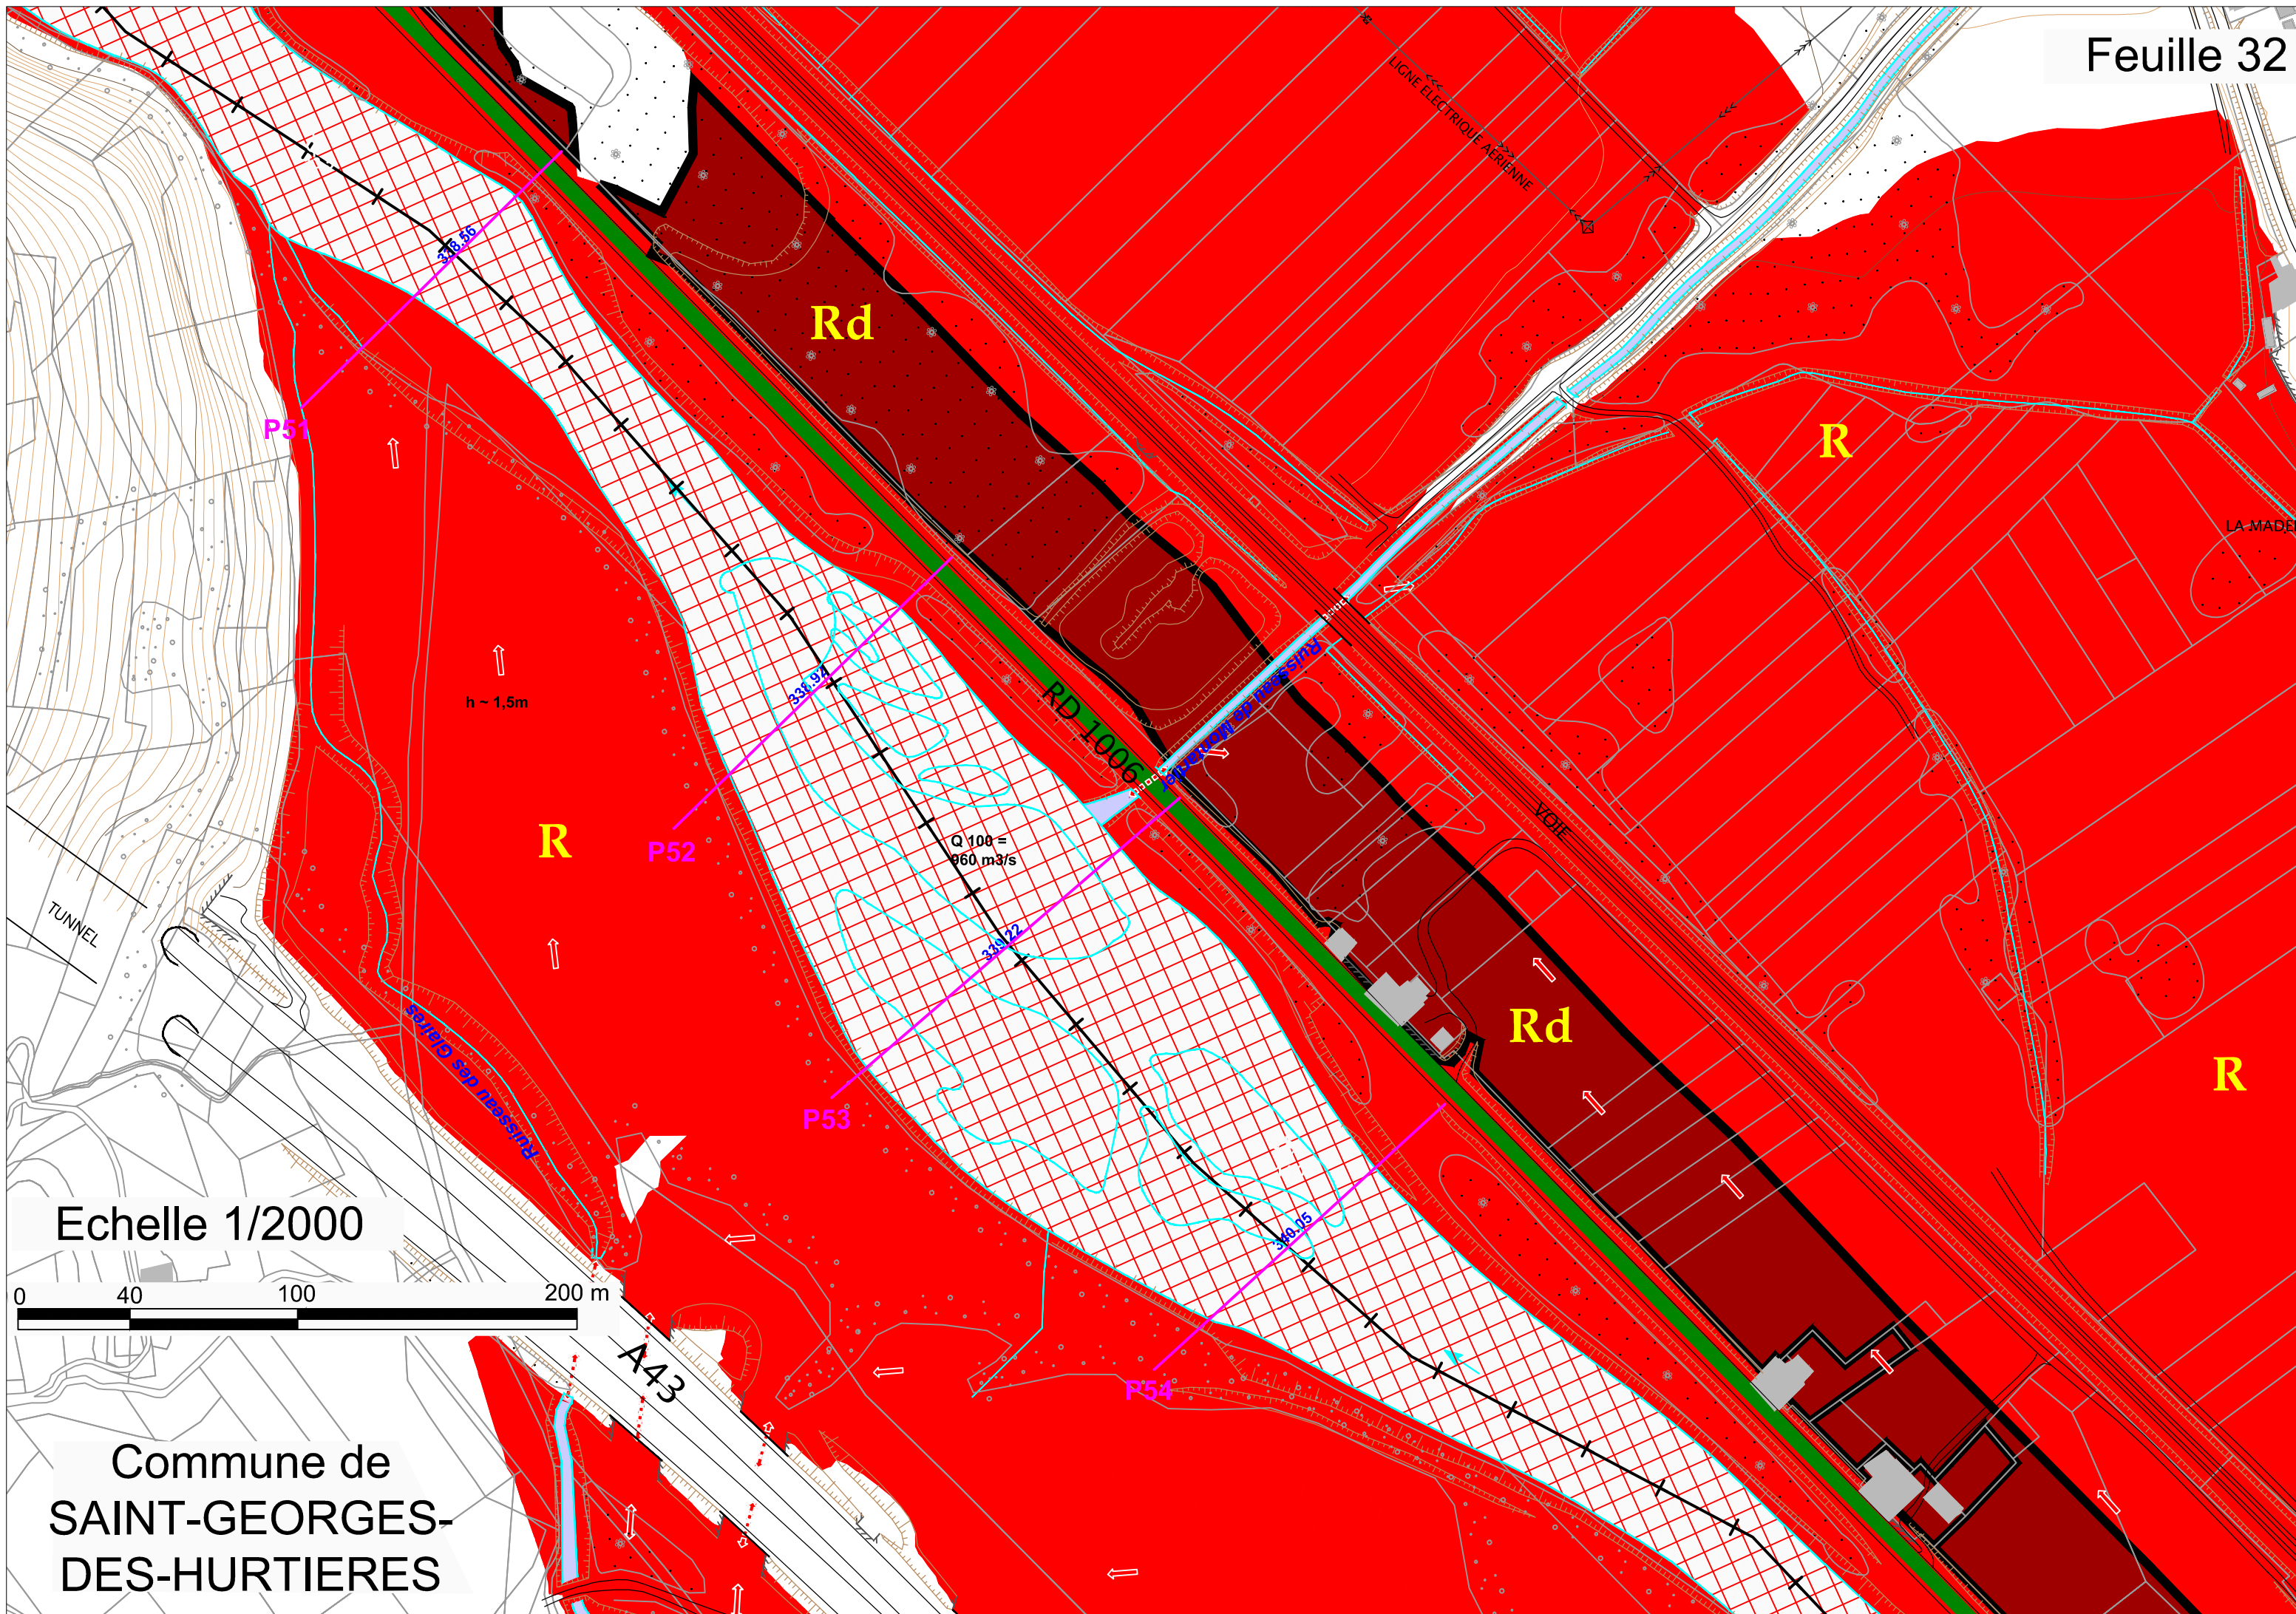 Feuille 32
LIGNE ELECTRIQUE AERIENNE
338.56
Rd
P51
R
LA MADE
h ~ 1,5m
338.92
RD 1006
Ruisseau de Montartier
VOIE
P52
R
Q 100 =
960 m3/s
TUNNEL
339.22
Rd
Ruisseau des Glaires
P53
R
Echelle 1/2000
340.05
0 40 100 200 m
A43
P54
Commune de
SAINT-GEORGES-
DES-HURTIERES